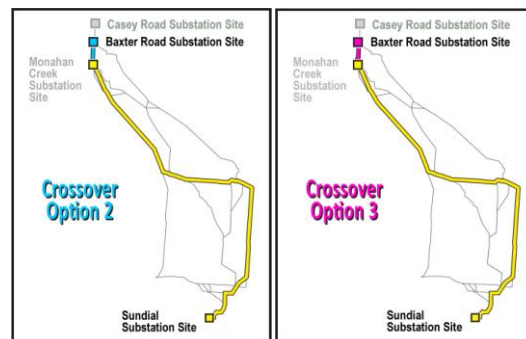 Casey Road Substation Site
Baxter Road Substation Site
Monahan
Creek
Substation
Site
Crossover
Option 2
Sundial
Substation Site
Casey Road Substation Site
Baxter Road Substation Site
Monahan
Creek
Substation
Site
Crossover
Option 3
Sundial
Substation Site